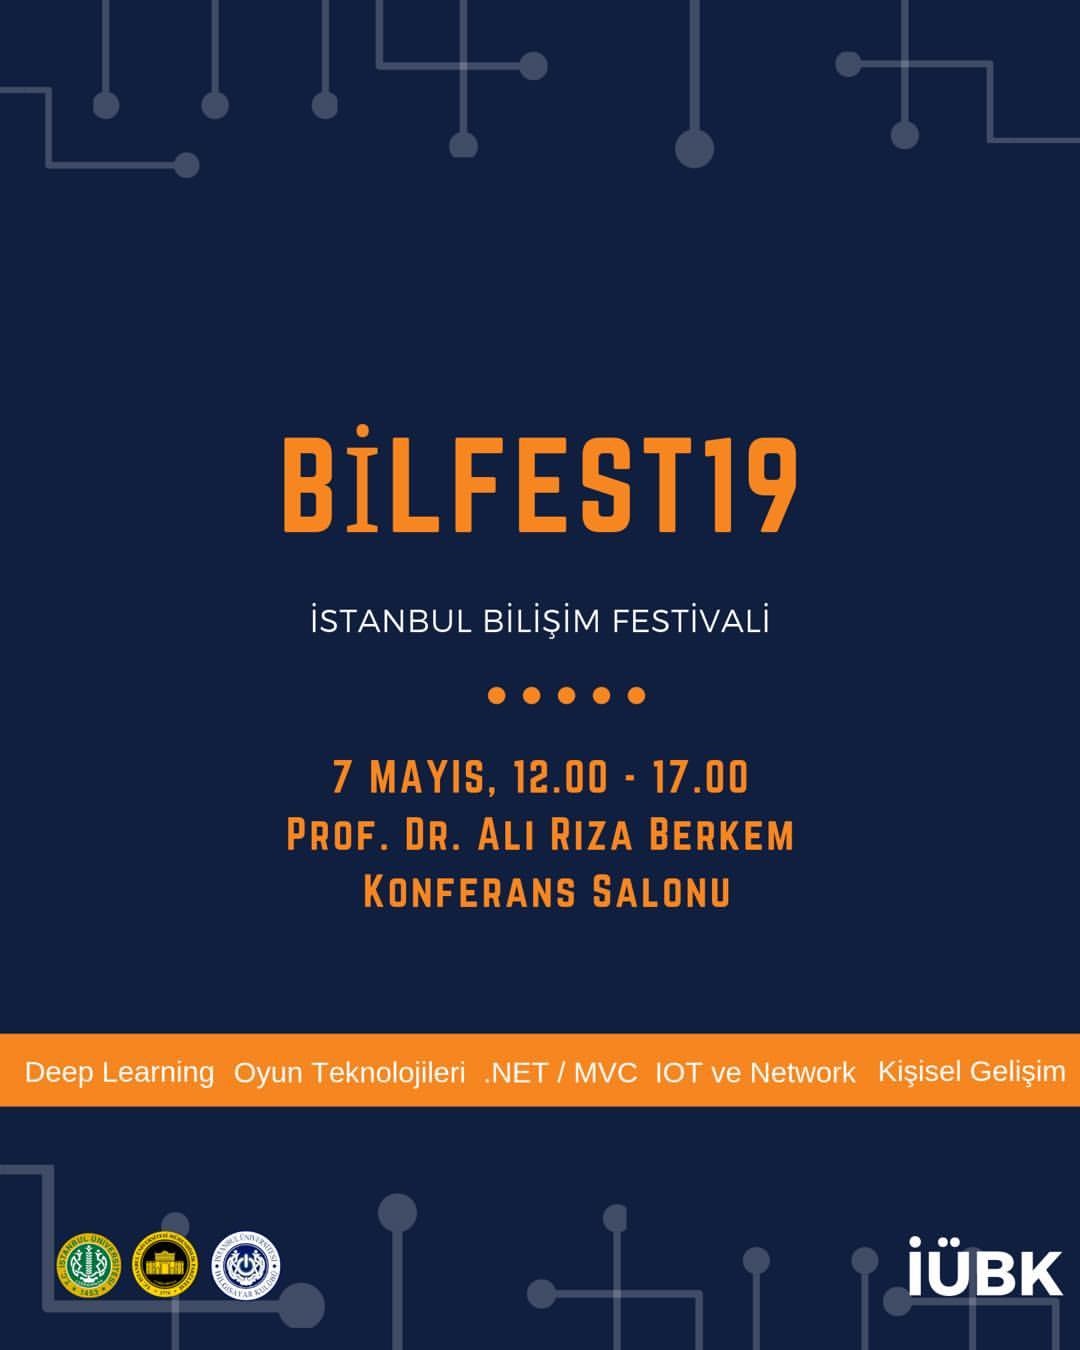 BİLFEST19
İSTANBUL BİLİŞİM FESTİVALİ
7 MAYIS, 12.00 - 17.00
PROF. DR. ALI RIZA BERKEM
KONFERANS SALONU
Deep Learning Oyun Teknolojileri .NET / MVC IOT ve Network Kişisel Gelişim
T.C. İSTANBUL ÜNİVERSİTESİ
1453
İSTANBUL ÜNİVERSİTESİ
BİLGİSAYAR KULÜBÜ
İÜBK